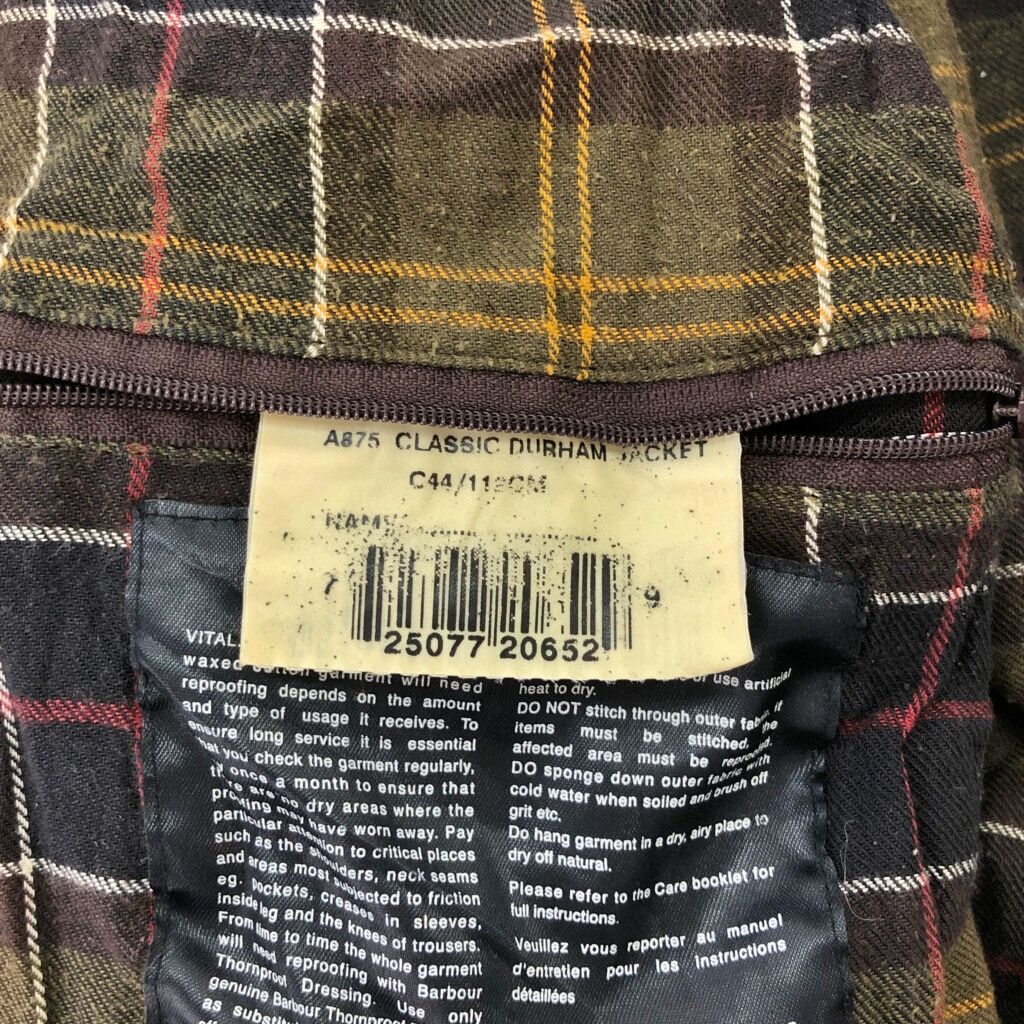 A875 CLASSIC DURHAM JACKET
C44/112CM
7 25077 20652 9
waxed cotton garment will need
reproofing depends on the amount
and type of usage it receives. To
ensure long service it is essential
that you check the garment regularly,
once a month to ensure that
there are no dry areas where the
proofing may have worn away. Pay
particular attention to critical places
such as the shoulders, neck seams
and areas most subjected to friction
eg. pockets, creases in sleeves,
inside leg and the knees of trousers.
From time to time the whole garment
will need reproofing with Barbour
Thornproof Dressing. Use only
genuine Barbour Thornproof
as
or use artificial
heat to dry.
DO NOT stitch through outer fabric. If
items must be stitched, the
affected area must be reproofed.
DO sponge down outer fabric with
cold water when soiled and brush off
grit etc.
Do hang garment in a dry, airy place to
dry off natural.
Please refer to the Care booklet for
full instructions.
Veuillez vous reporter au manuel
d'entretien pour les instructions
détaillées